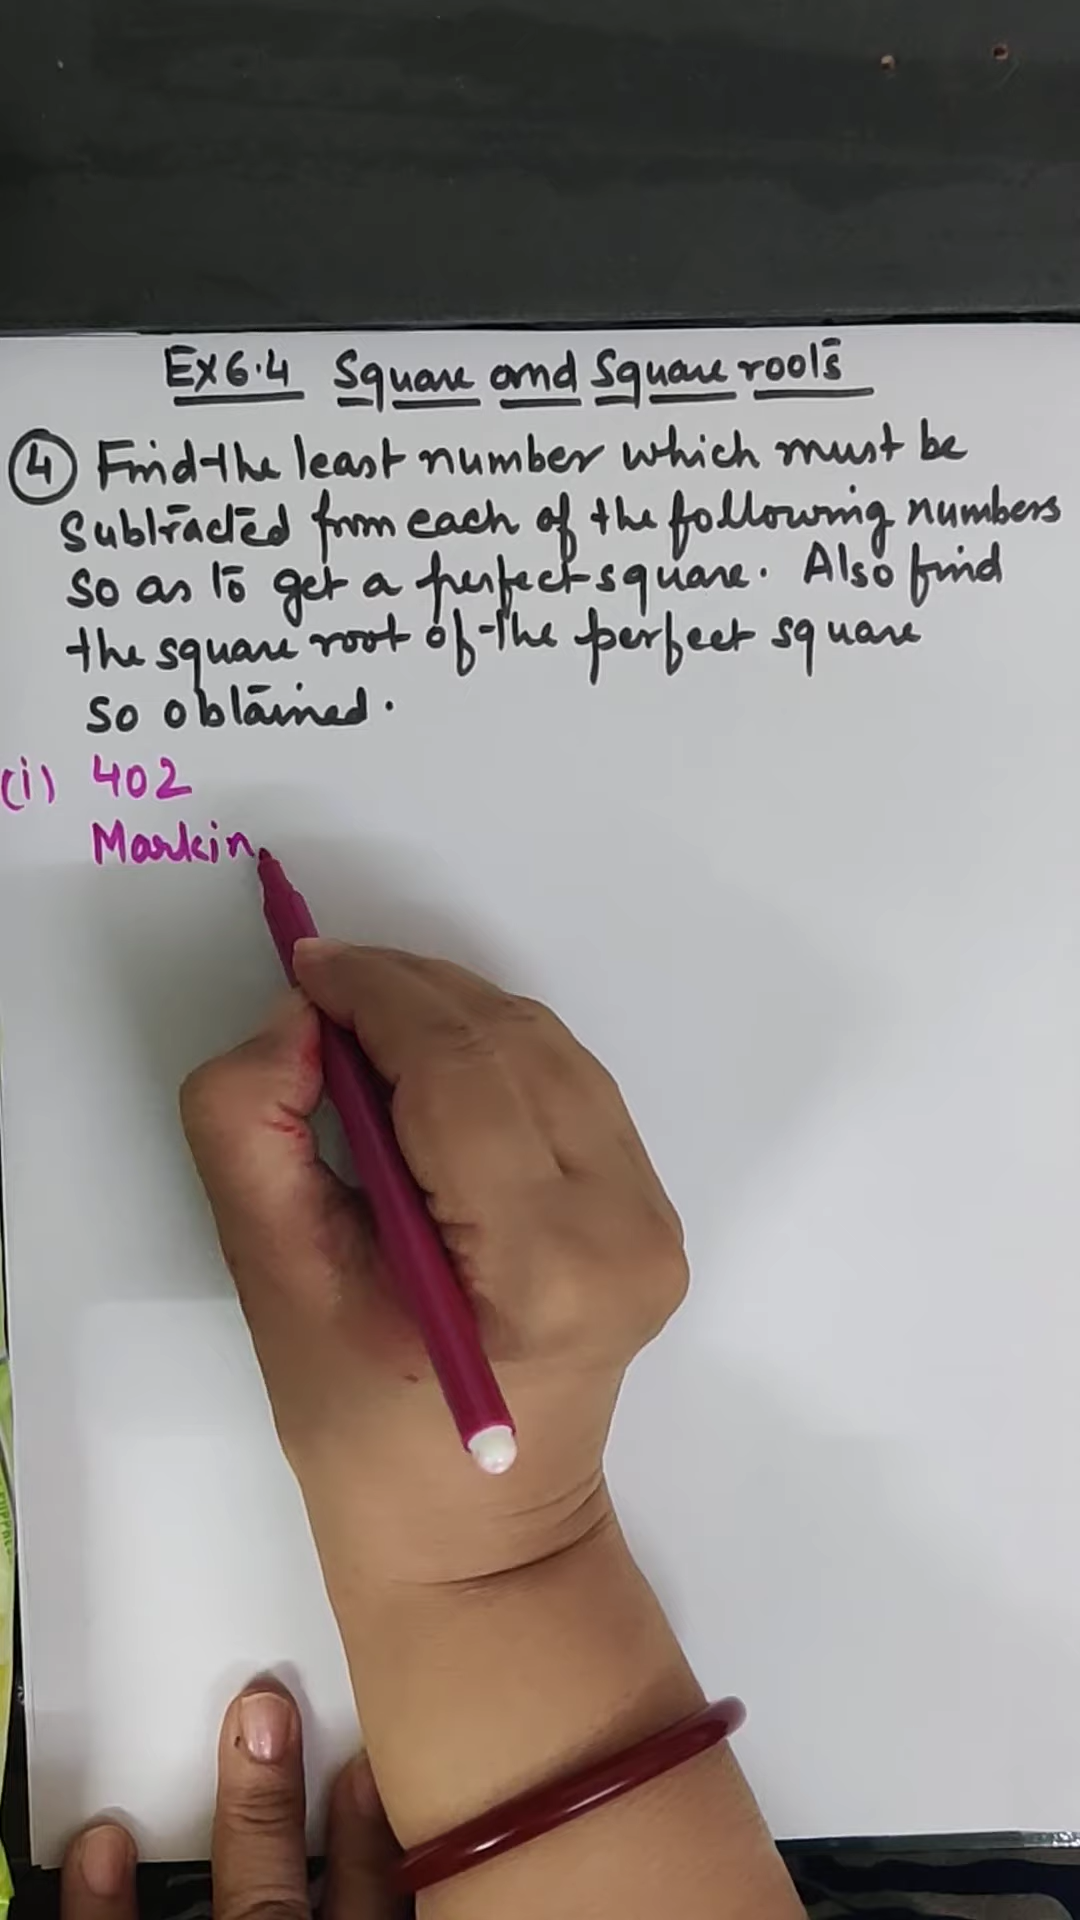 Ex 6.4 Square and Square roots
4 Find the least number which must be
Subtracted from each of the following numbers
so as to get a perfect square. Also find
the square root of the perfect square
so obtained.
(i) 402
Markin